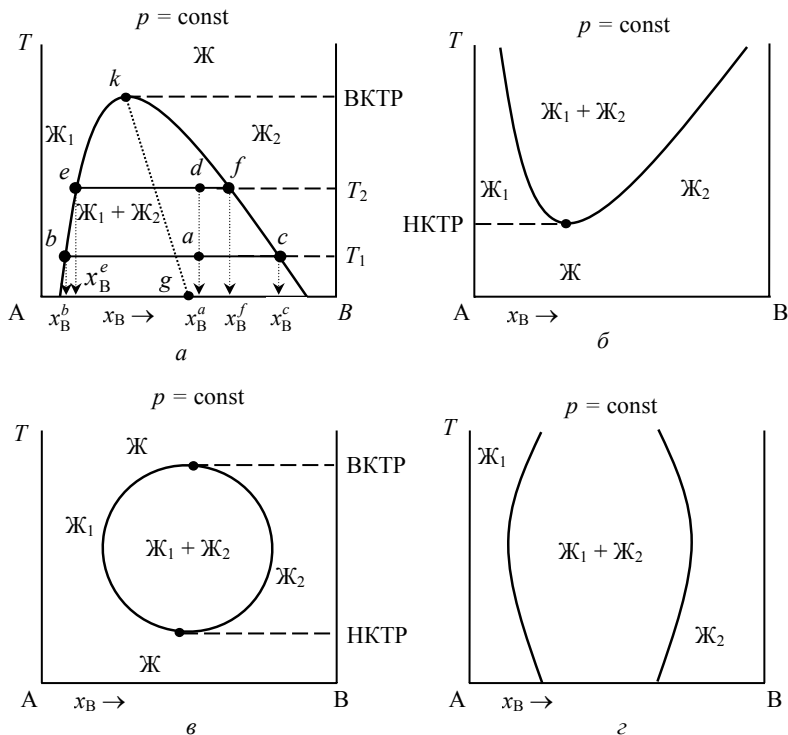 p = const
T
Ж
k
ВКТР
Ж₁
Ж₂
e
d
f
T₂
Ж₁ + Ж₂
b
a
c
T₁
x_B^e
g
A
x_B^b
x_B →
x_B^a
x_B^f
x_B^c
B
а
p = const
T
Ж₁ + Ж₂
Ж₁
Ж₂
НКТР
Ж
A
x_B →
B
б
p = const
T
Ж
ВКТР
Ж₁
Ж₁ + Ж₂
Ж₂
НКТР
Ж
A
x_B →
B
в
p = const
T
Ж₁
Ж₁ + Ж₂
Ж₂
A
x_B →
B
г